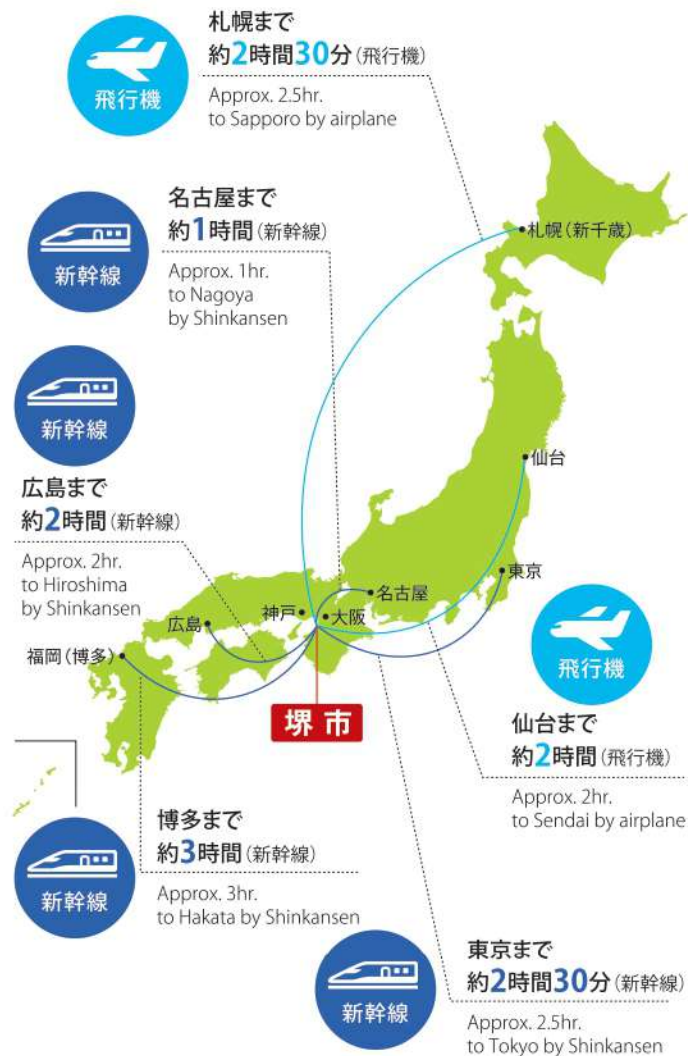 札幌まで
約2時間30分(飛行機)
飛行機
Approx. 2.5hr.
to Sapporo by airplane
名古屋まで
約1時間(新幹線)
新幹線
Approx. 1hr.
to Nagoya
by Shinkansen
札幌(新千歳)
新幹線
広島まで
約2時間(新幹線)
Approx. 2hr.
to Hiroshima
by Shinkansen
仙台
東京
名古屋
神戸
大阪
広島
福岡(博多)
堺市
飛行機
仙台まで
約2時間(飛行機)
Approx. 2hr.
to Sendai by airplane
博多まで
約3時間(新幹線)
新幹線
Approx. 3hr.
to Hakata by Shinkansen
東京まで
約2時間30分(新幹線)
新幹線
Approx. 2.5hr.
to Tokyo by Shinkansen